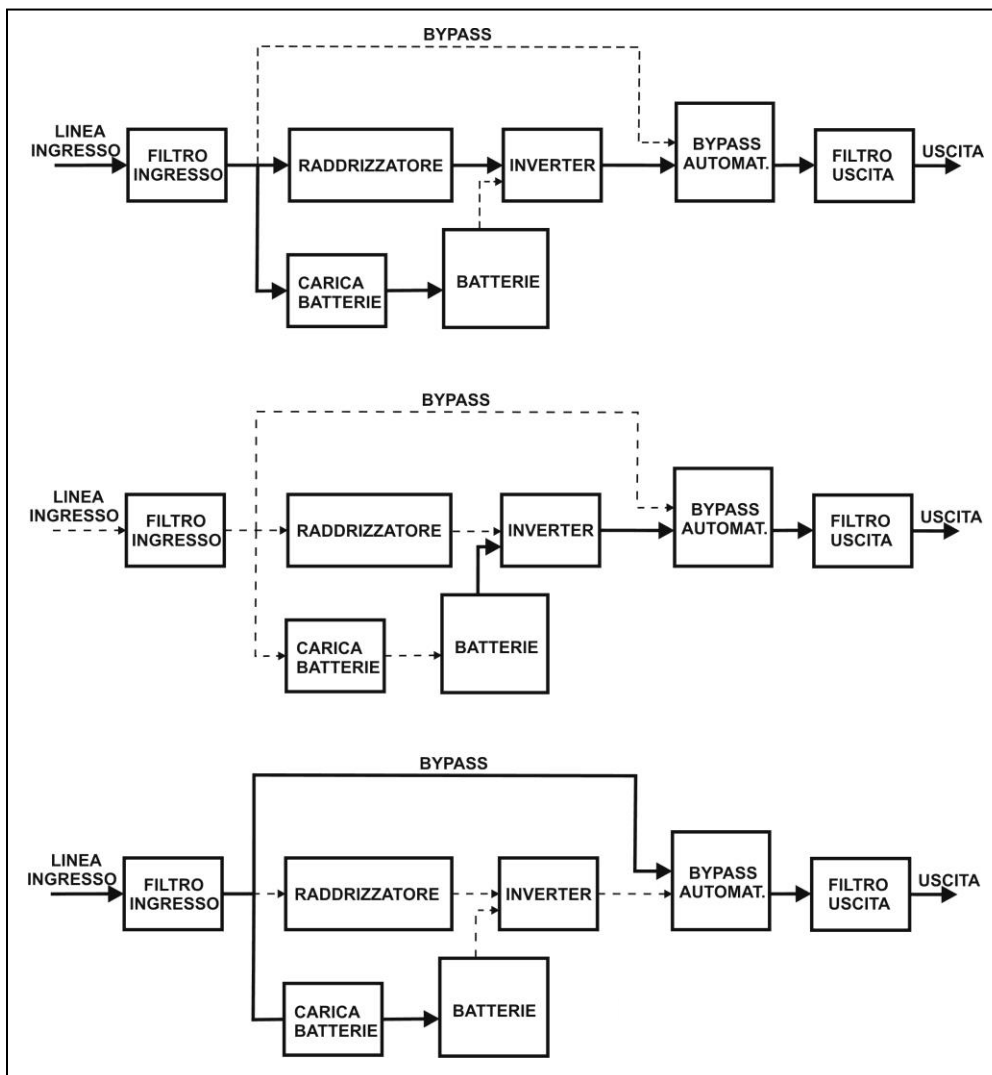 BYPASS
LINEA
INGRESSO
FILTRO
INGRESSO
RADDRIZZATORE
INVERTER
BYPASS
AUTOMAT.
FILTRO
USCITA
USCITA
CARICA
BATTERIE
BATTERIE
BYPASS
LINEA
INGRESSO
FILTRO
INGRESSO
RADDRIZZATORE
INVERTER
BYPASS
AUTOMAT.
FILTRO
USCITA
USCITA
CARICA
BATTERIE
BATTERIE
BYPASS
LINEA
INGRESSO
FILTRO
INGRESSO
RADDRIZZATORE
INVERTER
BYPASS
AUTOMAT.
FILTRO
USCITA
USCITA
CARICA
BATTERIE
BATTERIE